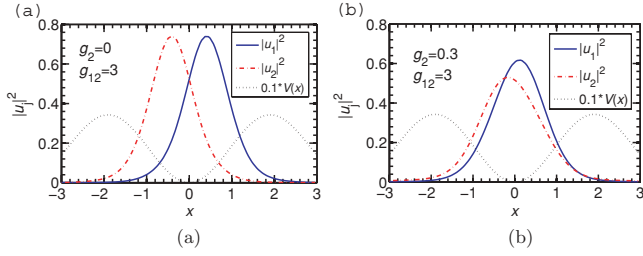 (a)
g₂=0
g₁₂=3
|u₁|²
|u₂|²
0.1*V(x)
|uⱼ|²
0.8
0.6
0.4
0.2
0
−3 −2 −1 0 1 2 3
x
(a)
(b)
g₂=0.3
g₁₂=3
|u₁|²
|u₂|²
0.1*V(x)
|uⱼ|²
0.8
0.6
0.4
0.2
0
−3 −2 −1 0 1 2 3
x
(b)